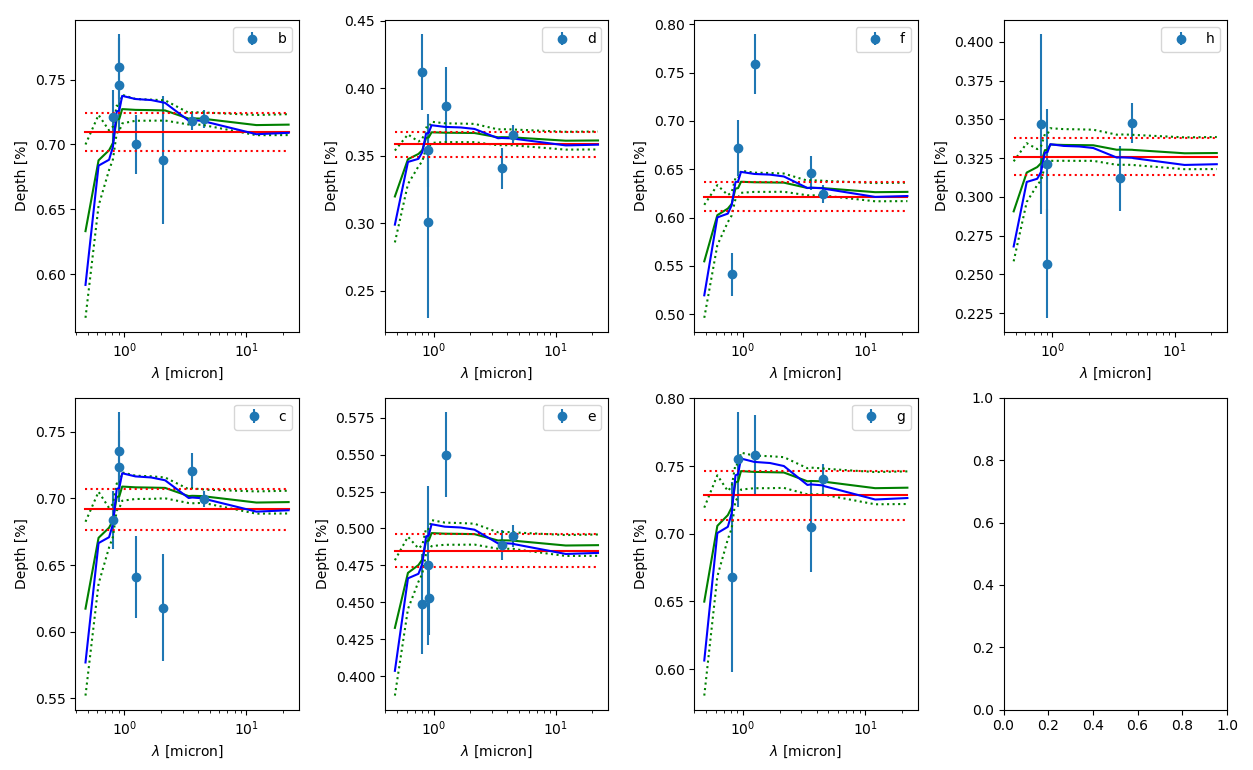 b
Depth [%]
0.75
0.70
0.65
0.60
10⁰
10¹
λ [micron]
d
Depth [%]
0.45
0.40
0.35
0.30
0.25
10⁰
10¹
λ [micron]
f
Depth [%]
0.80
0.75
0.70
0.65
0.60
0.55
0.50
10⁰
10¹
λ [micron]
h
Depth [%]
0.400
0.375
0.350
0.325
0.300
0.275
0.250
0.225
10⁰
10¹
λ [micron]
c
Depth [%]
0.75
0.70
0.65
0.60
0.55
10⁰
10¹
λ [micron]
e
Depth [%]
0.575
0.550
0.525
0.500
0.475
0.450
0.425
0.400
10⁰
10¹
λ [micron]
g
Depth [%]
0.80
0.75
0.70
0.65
0.60
10⁰
10¹
λ [micron]
1.0
0.8
0.6
0.4
0.2
0.0
0.0 0.2 0.4 0.6 0.8 1.0